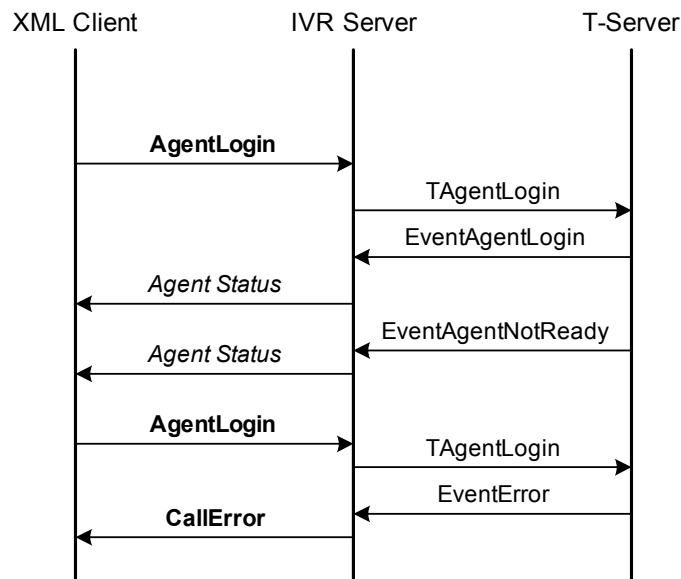 XML Client
IVR Server
T-Server
AgentLogin
TAgentLogin
EventAgentLogin
Agent Status
EventAgentNotReady
Agent Status
AgentLogin
TAgentLogin
EventError
CallError